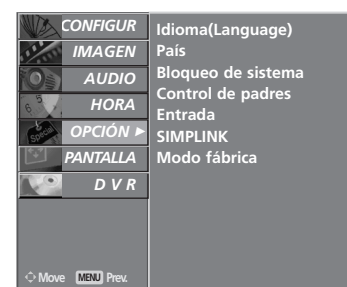 CONFIGUR
IMAGEN
AUDIO
HORA
OPCIÓN ►
PANTALLA
D V R
Idioma(Language)
País
Bloqueo de sistema
Control de padres
Entrada
SIMPLINK
Modo fábrica
Special
Move MENU Prev.